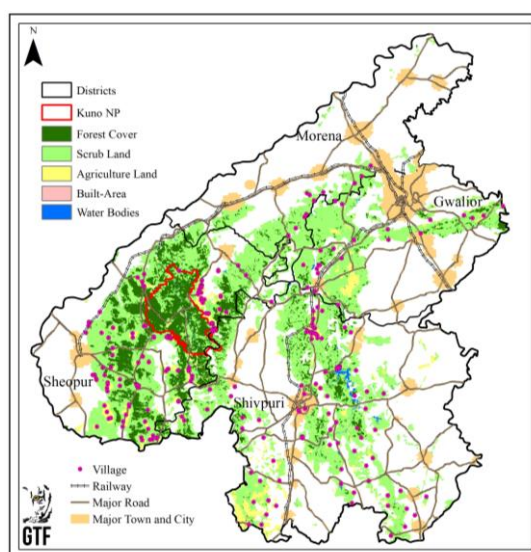 N
Districts
Kuno NP
Forest Cover
Scrub Land
Agriculture Land
Built-Area
Water Bodies
Morena
Gwalior
Sheopur
Shivpuri
Village
Railway
Major Road
Major Town and City
GTF